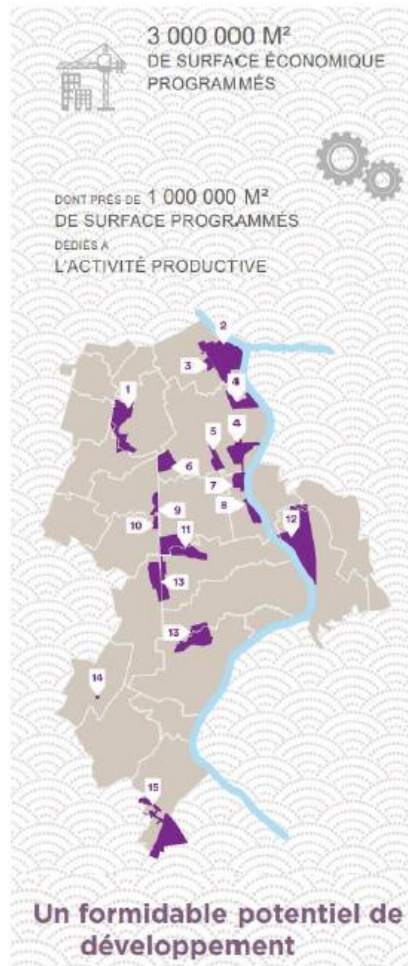 3 000 000 M²
DE SURFACE ÉCONOMIQUE
PROGRAMMÉS
DONT PRÈS DE 1 000 000 M²
DE SURFACE PROGRAMMÉS
DEDIÉS A
L'ACTIVITÉ PRODUCTIVE
2
3
1
4
4
5
6
7
8
9
10
11
12
13
13
14
15
Un formidable potentiel de
développement